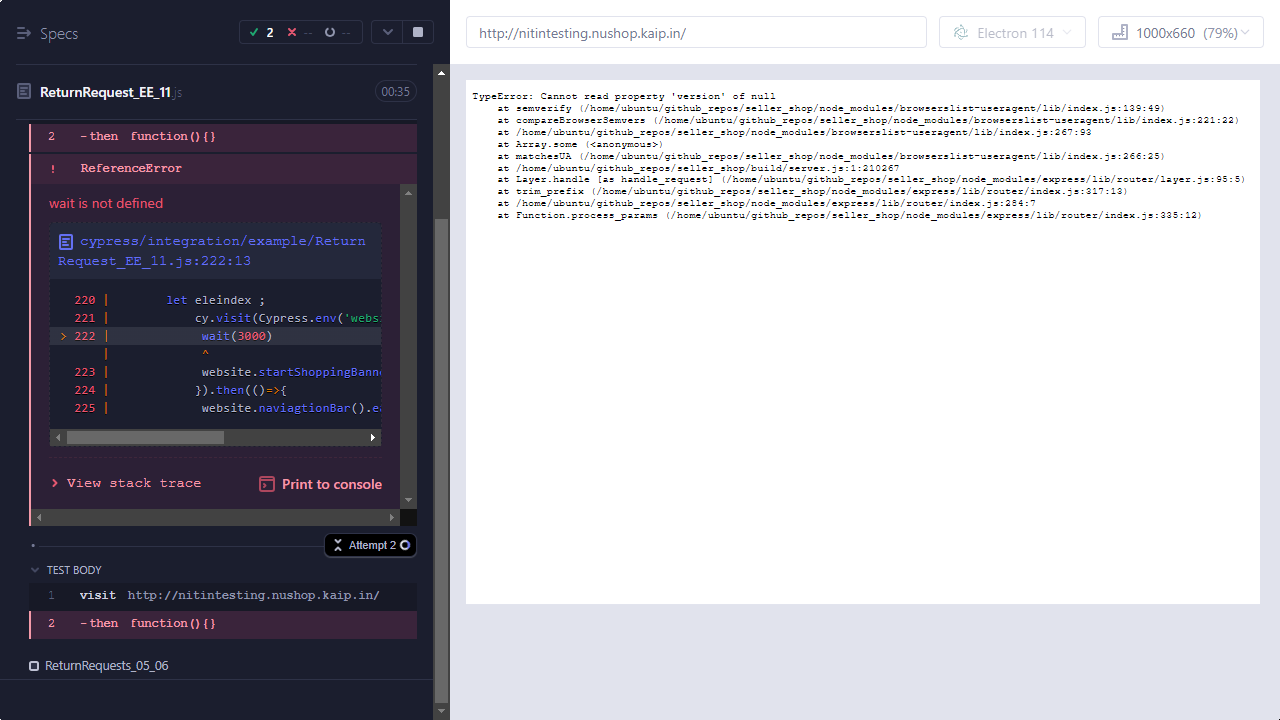 Specs
2
--
--
ReturnRequest_EE_11.js
00:35
2 -then function(){}
! ReferenceError
wait is not defined
cypress/integration/example/Return
Request_EE_11.js:222:13
220 | let eleindex ;
221 | cy.visit(Cypress.env('webs
> 222 | wait(3000)
| ^
223 | website.startShoppingBann
224 | }).then(()=>{
225 | website.naviagtionBar().ea
View stack trace
Print to console
Attempt 2
TEST BODY
1 visit http://nitintesting.nushop.kaip.in/
2 -then function(){}
ReturnRequests_05_06
http://nitintesting.nushop.kaip.in/
Electron 114
1000x660 (79%)
TypeError: Cannot read property 'version' of null
at semverify (/home/ubuntu/github_repos/seller_shop/node_modules/browserslist-useragent/lib/index.js:139:49)
at compareBrowserSemvers (/home/ubuntu/github_repos/seller_shop/node_modules/browserslist-useragent/lib/index.js:221:22)
at /home/ubuntu/github_repos/seller_shop/node_modules/browserslist-useragent/lib/index.js:267:93
at Array.some (<anonymous>)
at matchesUA (/home/ubuntu/github_repos/seller_shop/node_modules/browserslist-useragent/lib/index.js:266:25)
at /home/ubuntu/github_repos/seller_shop/build/server.js:1:210267
at Layer.handle [as handle_request] (/home/ubuntu/github_repos/seller_shop/node_modules/express/lib/router/layer.js:95:5)
at trim_prefix (/home/ubuntu/github_repos/seller_shop/node_modules/express/lib/router/index.js:317:13)
at /home/ubuntu/github_repos/seller_shop/node_modules/express/lib/router/index.js:284:7
at Function.process_params (/home/ubuntu/github_repos/seller_shop/node_modules/express/lib/router/index.js:335:12)